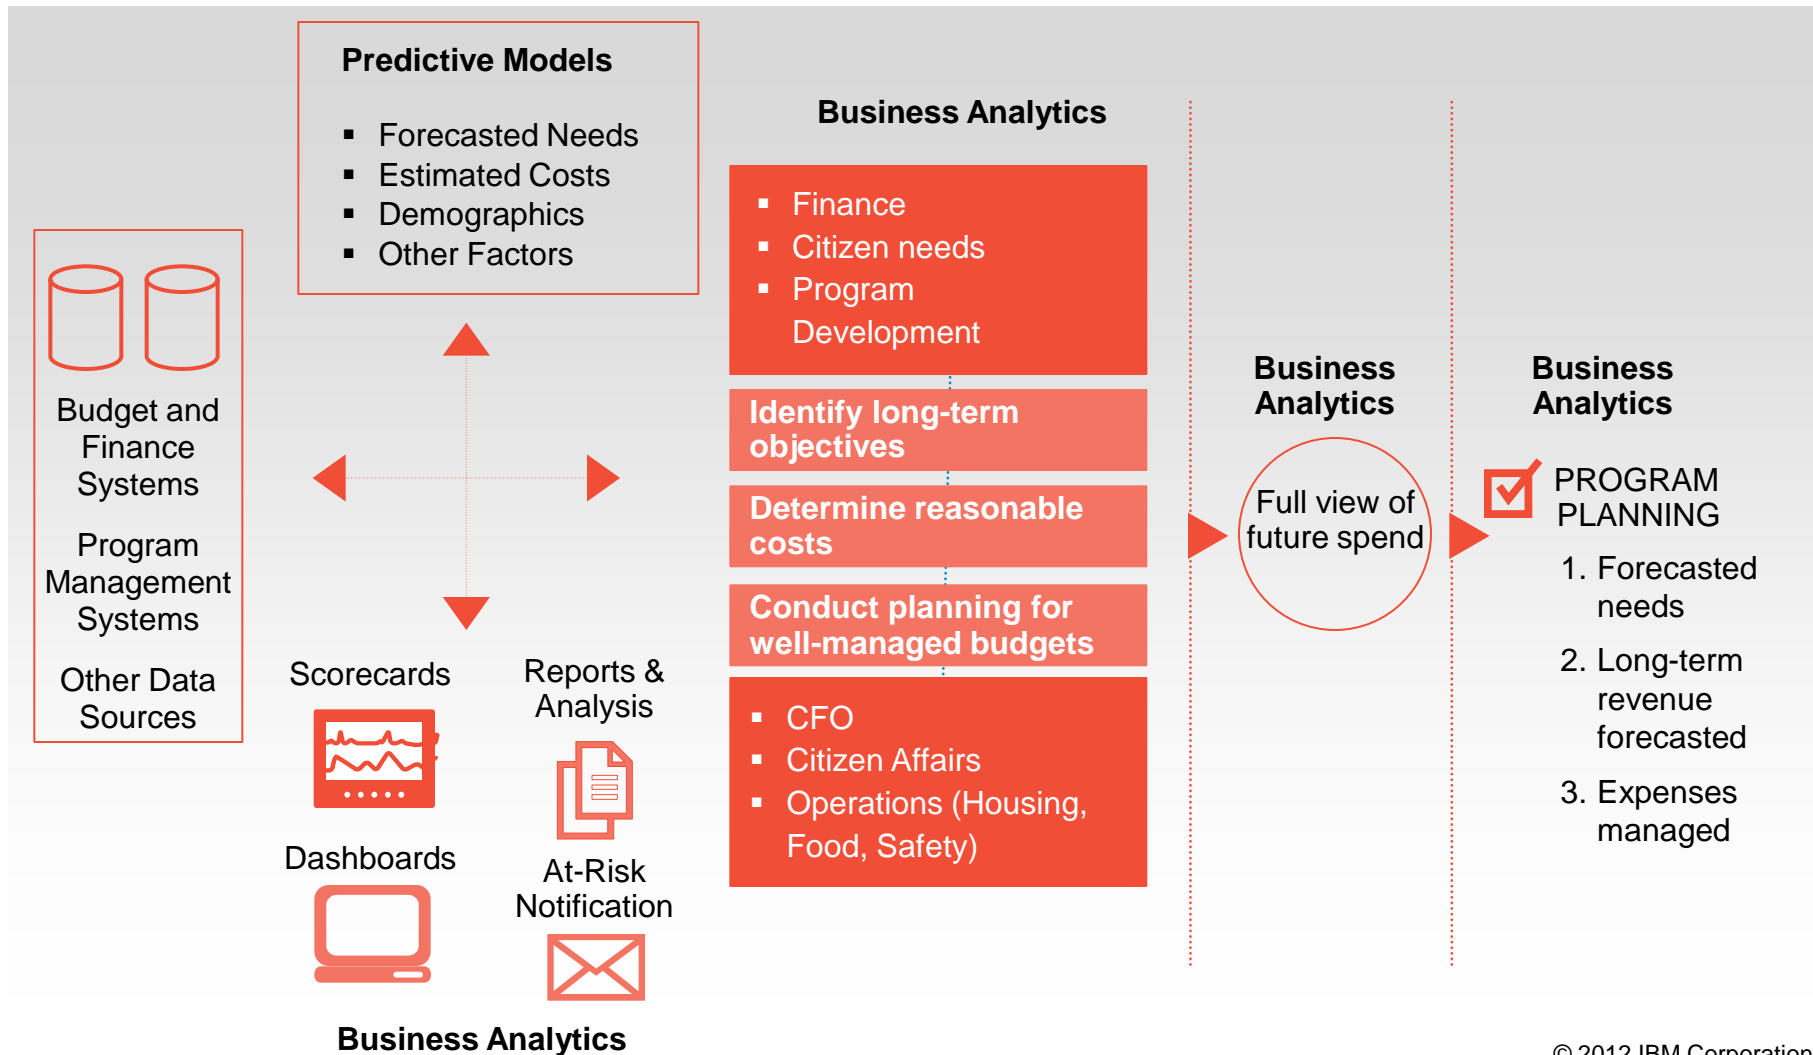 Predictive Models
▪ Forecasted Needs
▪ Estimated Costs
▪ Demographics
▪ Other Factors
Budget and
Finance
Systems
Program
Management
Systems
Other Data
Sources
Scorecards
Reports &
Analysis
Dashboards
At-Risk
Notification
Business Analytics
Business Analytics
▪ Finance
▪ Citizen needs
▪ Program
Development
Identify long-term
objectives
Determine reasonable
costs
Conduct planning for
well-managed budgets
▪ CFO
▪ Citizen Affairs
▪ Operations (Housing,
Food, Safety)
Business
Analytics
Full view of
future spend
Business
Analytics
PROGRAM
PLANNING
1. Forecasted
needs
2. Long-term
revenue
forecasted
3. Expenses
managed
© 2012 IBM Corporation